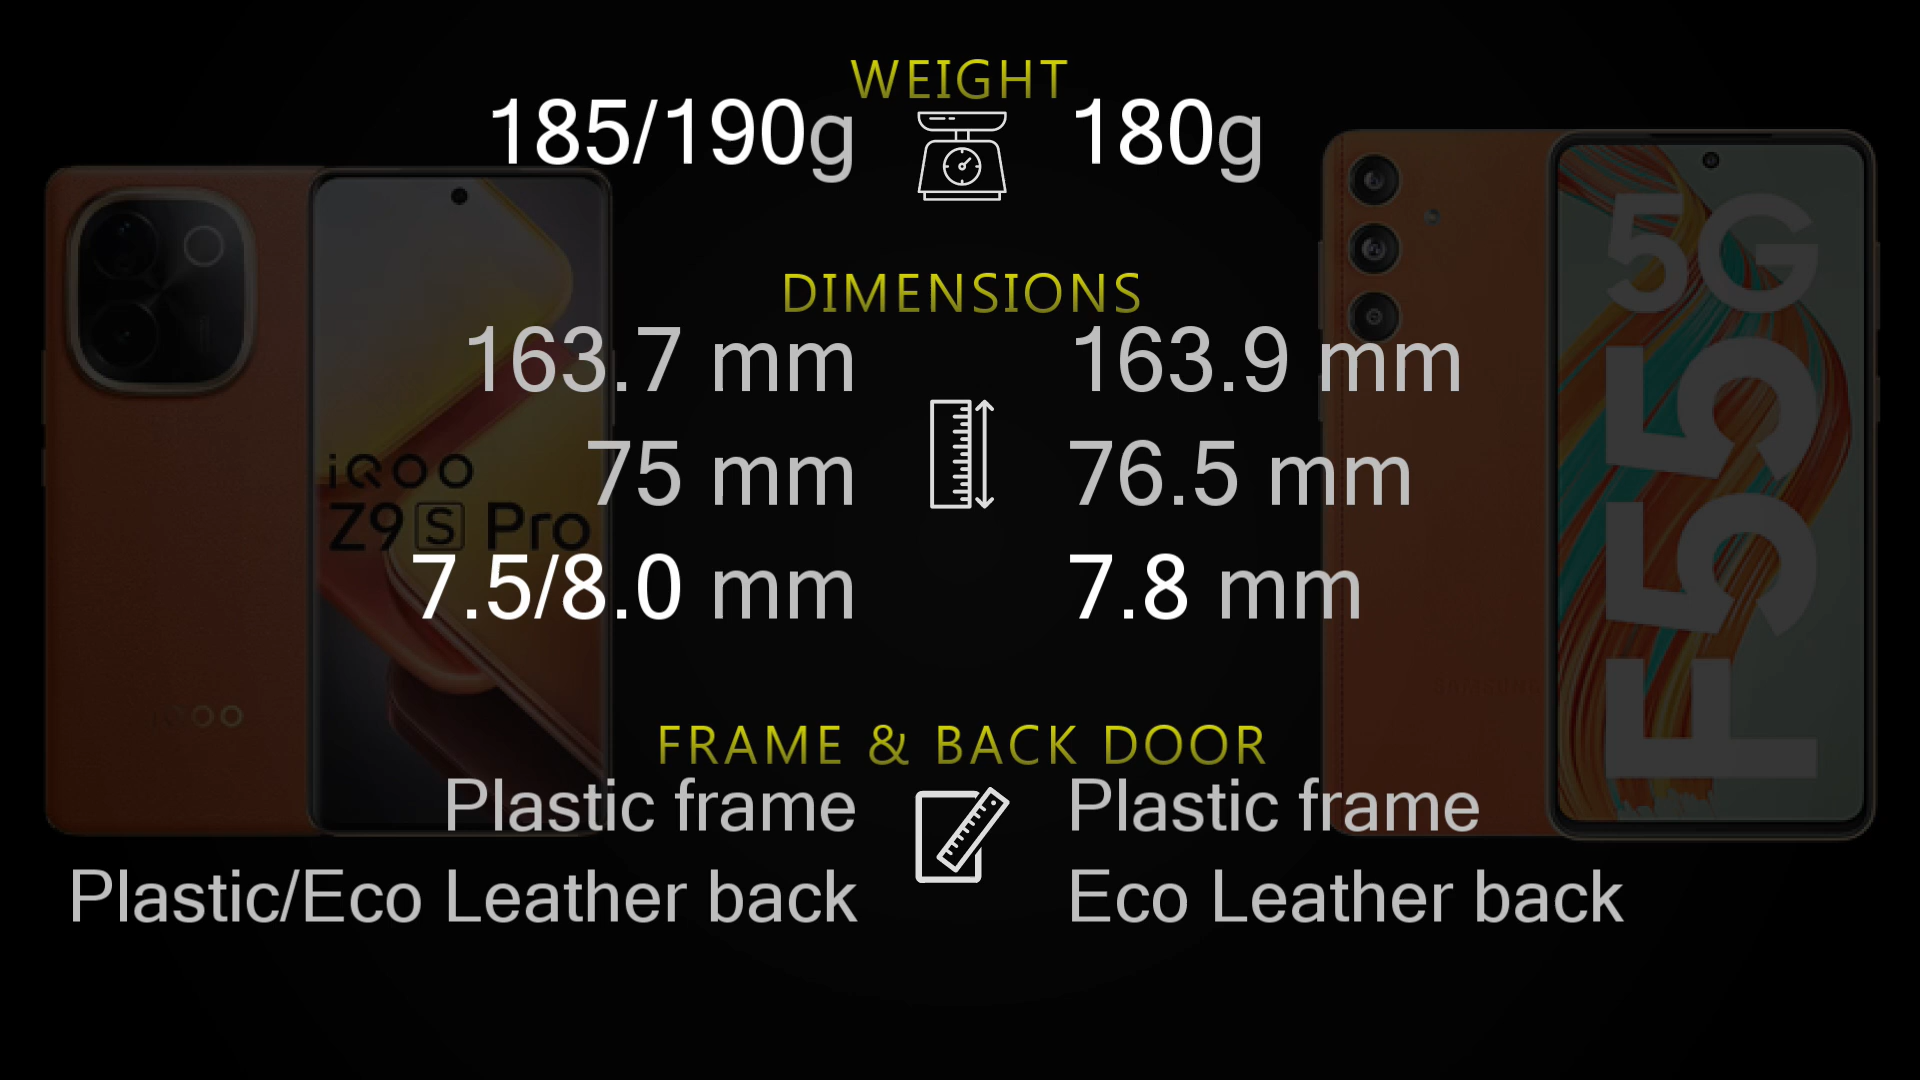 WEIGHT
185/190g
180g
DIMENSIONS
163.7 mm
163.9 mm
75 mm
76.5 mm
7.5/8.0 mm
7.8 mm
FRAME & BACK DOOR
Plastic frame
Plastic frame
Plastic/Eco Leather back
Eco Leather back
iQOO
Z9 S Pro
iQOO
F55 5G
SAMSUNG